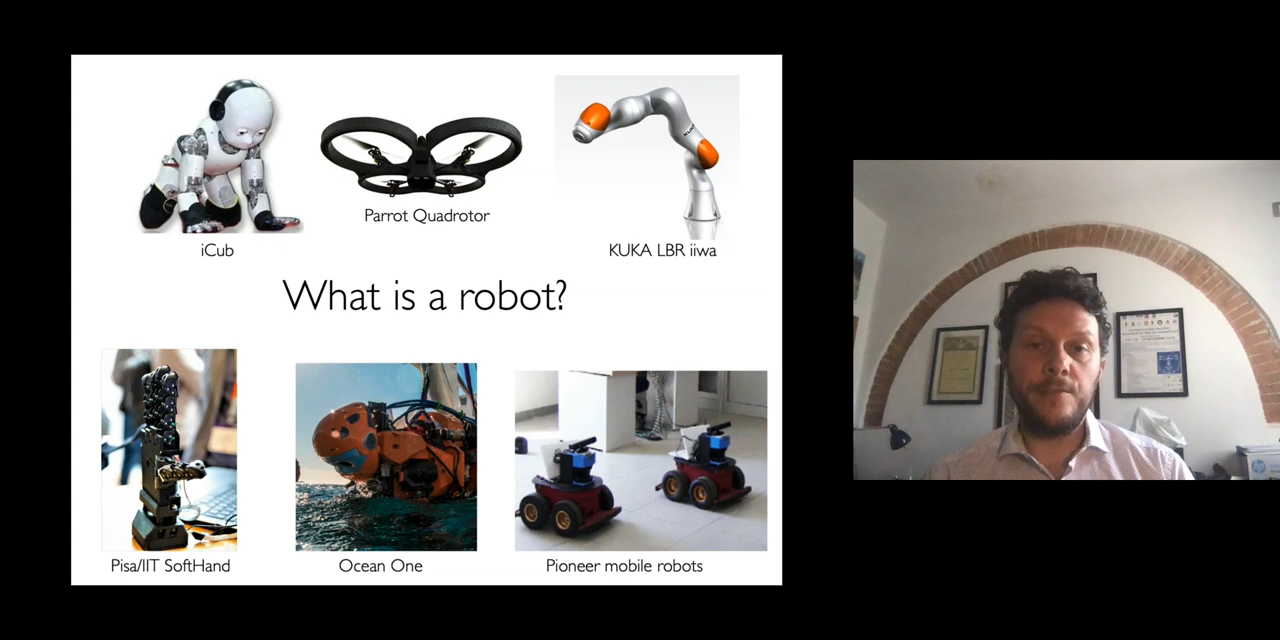 Parrot Quadrotor
iCub
KUKA LBR iiwa
What is a robot?
Pisa/IIT SoftHand
Ocean One
Pioneer mobile robots